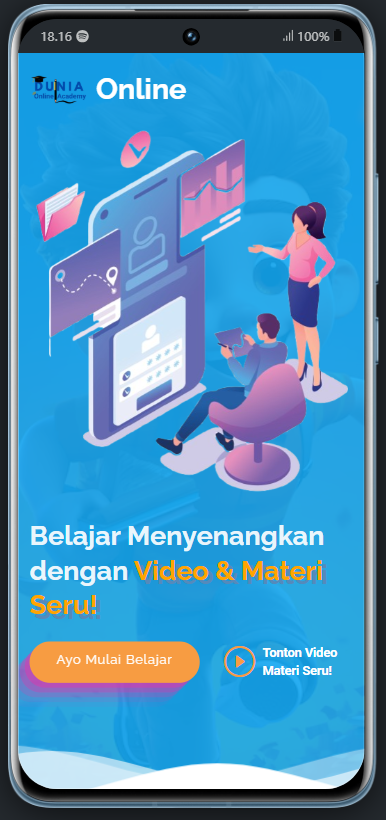 18.16
100%
DUNIA
Online Academy
Online
Belajar Menyenangkan
dengan Video & Materi
Seru!
Ayo Mulai Belajar
Tonton Video
Materi Seru!